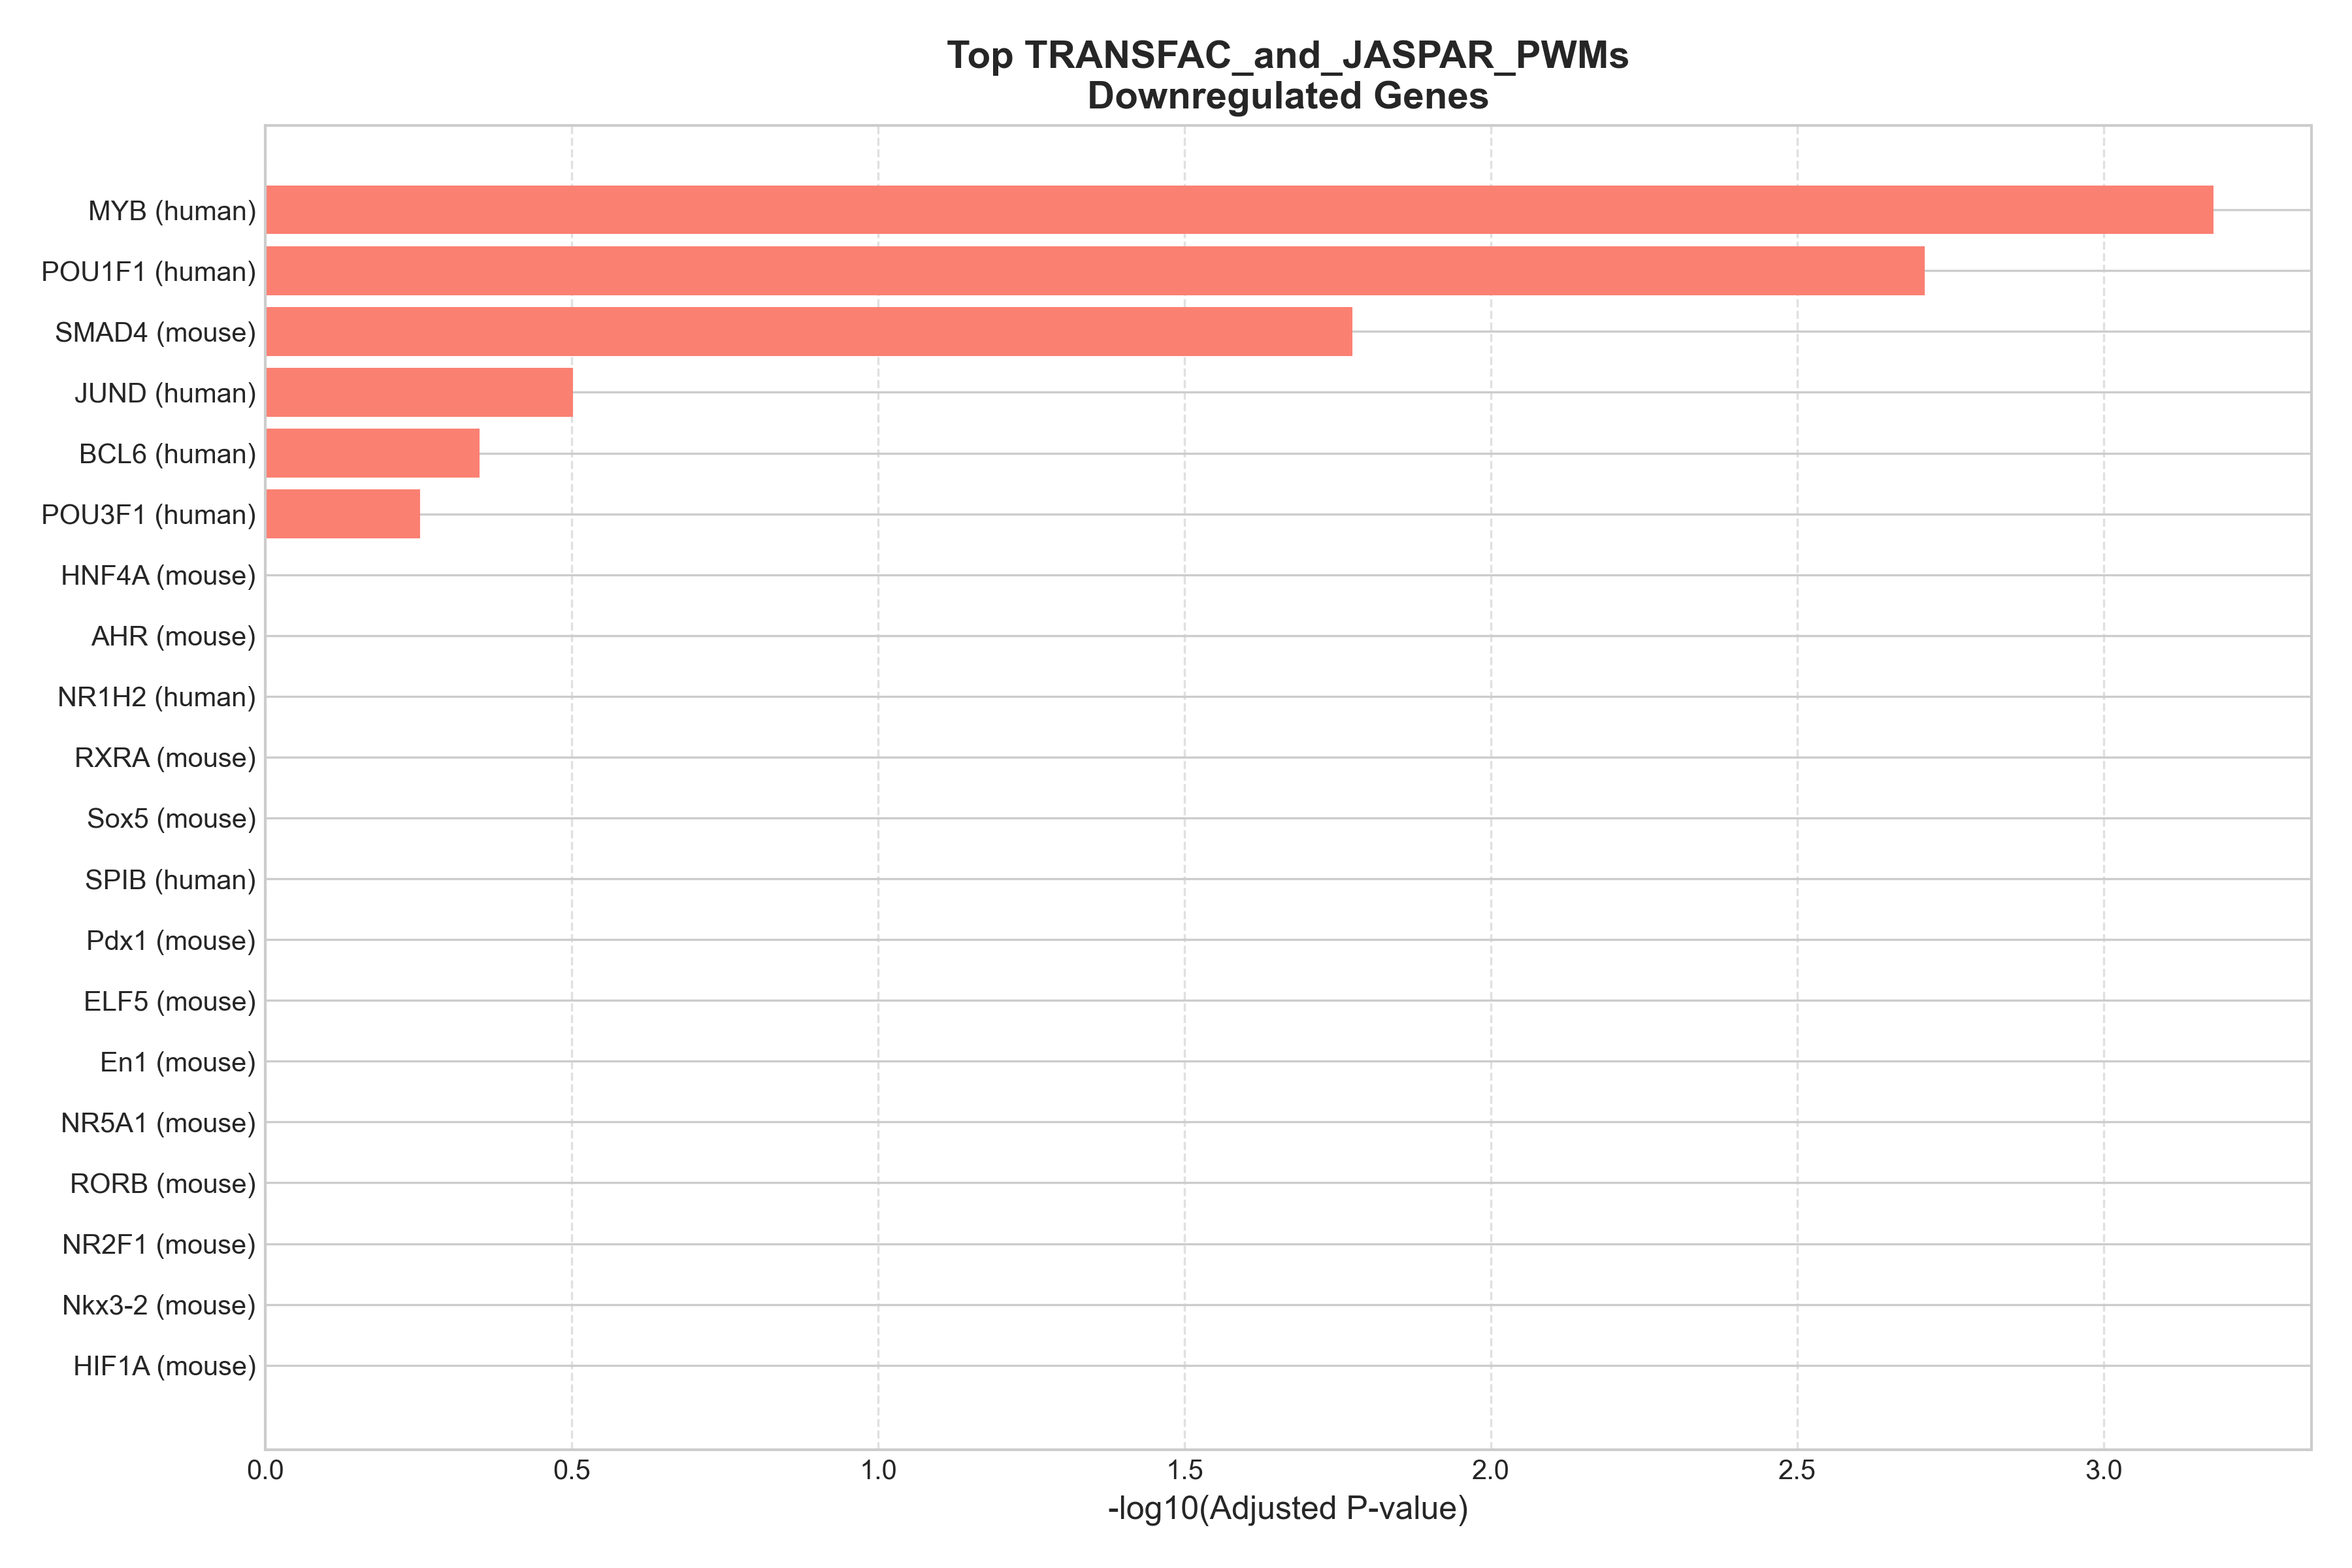 Top TRANSFAC_and_JASPAR_PWMs
Downregulated Genes
MYB (human)
POU1F1 (human)
SMAD4 (mouse)
JUND (human)
BCL6 (human)
POU3F1 (human)
HNF4A (mouse)
AHR (mouse)
NR1H2 (human)
RXRA (mouse)
Sox5 (mouse)
SPIB (human)
Pdx1 (mouse)
ELF5 (mouse)
En1 (mouse)
NR5A1 (mouse)
RORB (mouse)
NR2F1 (mouse)
Nkx3-2 (mouse)
HIF1A (mouse)
0.0 0.5 1.0 1.5 2.0 2.5 3.0
-log10(Adjusted P-value)